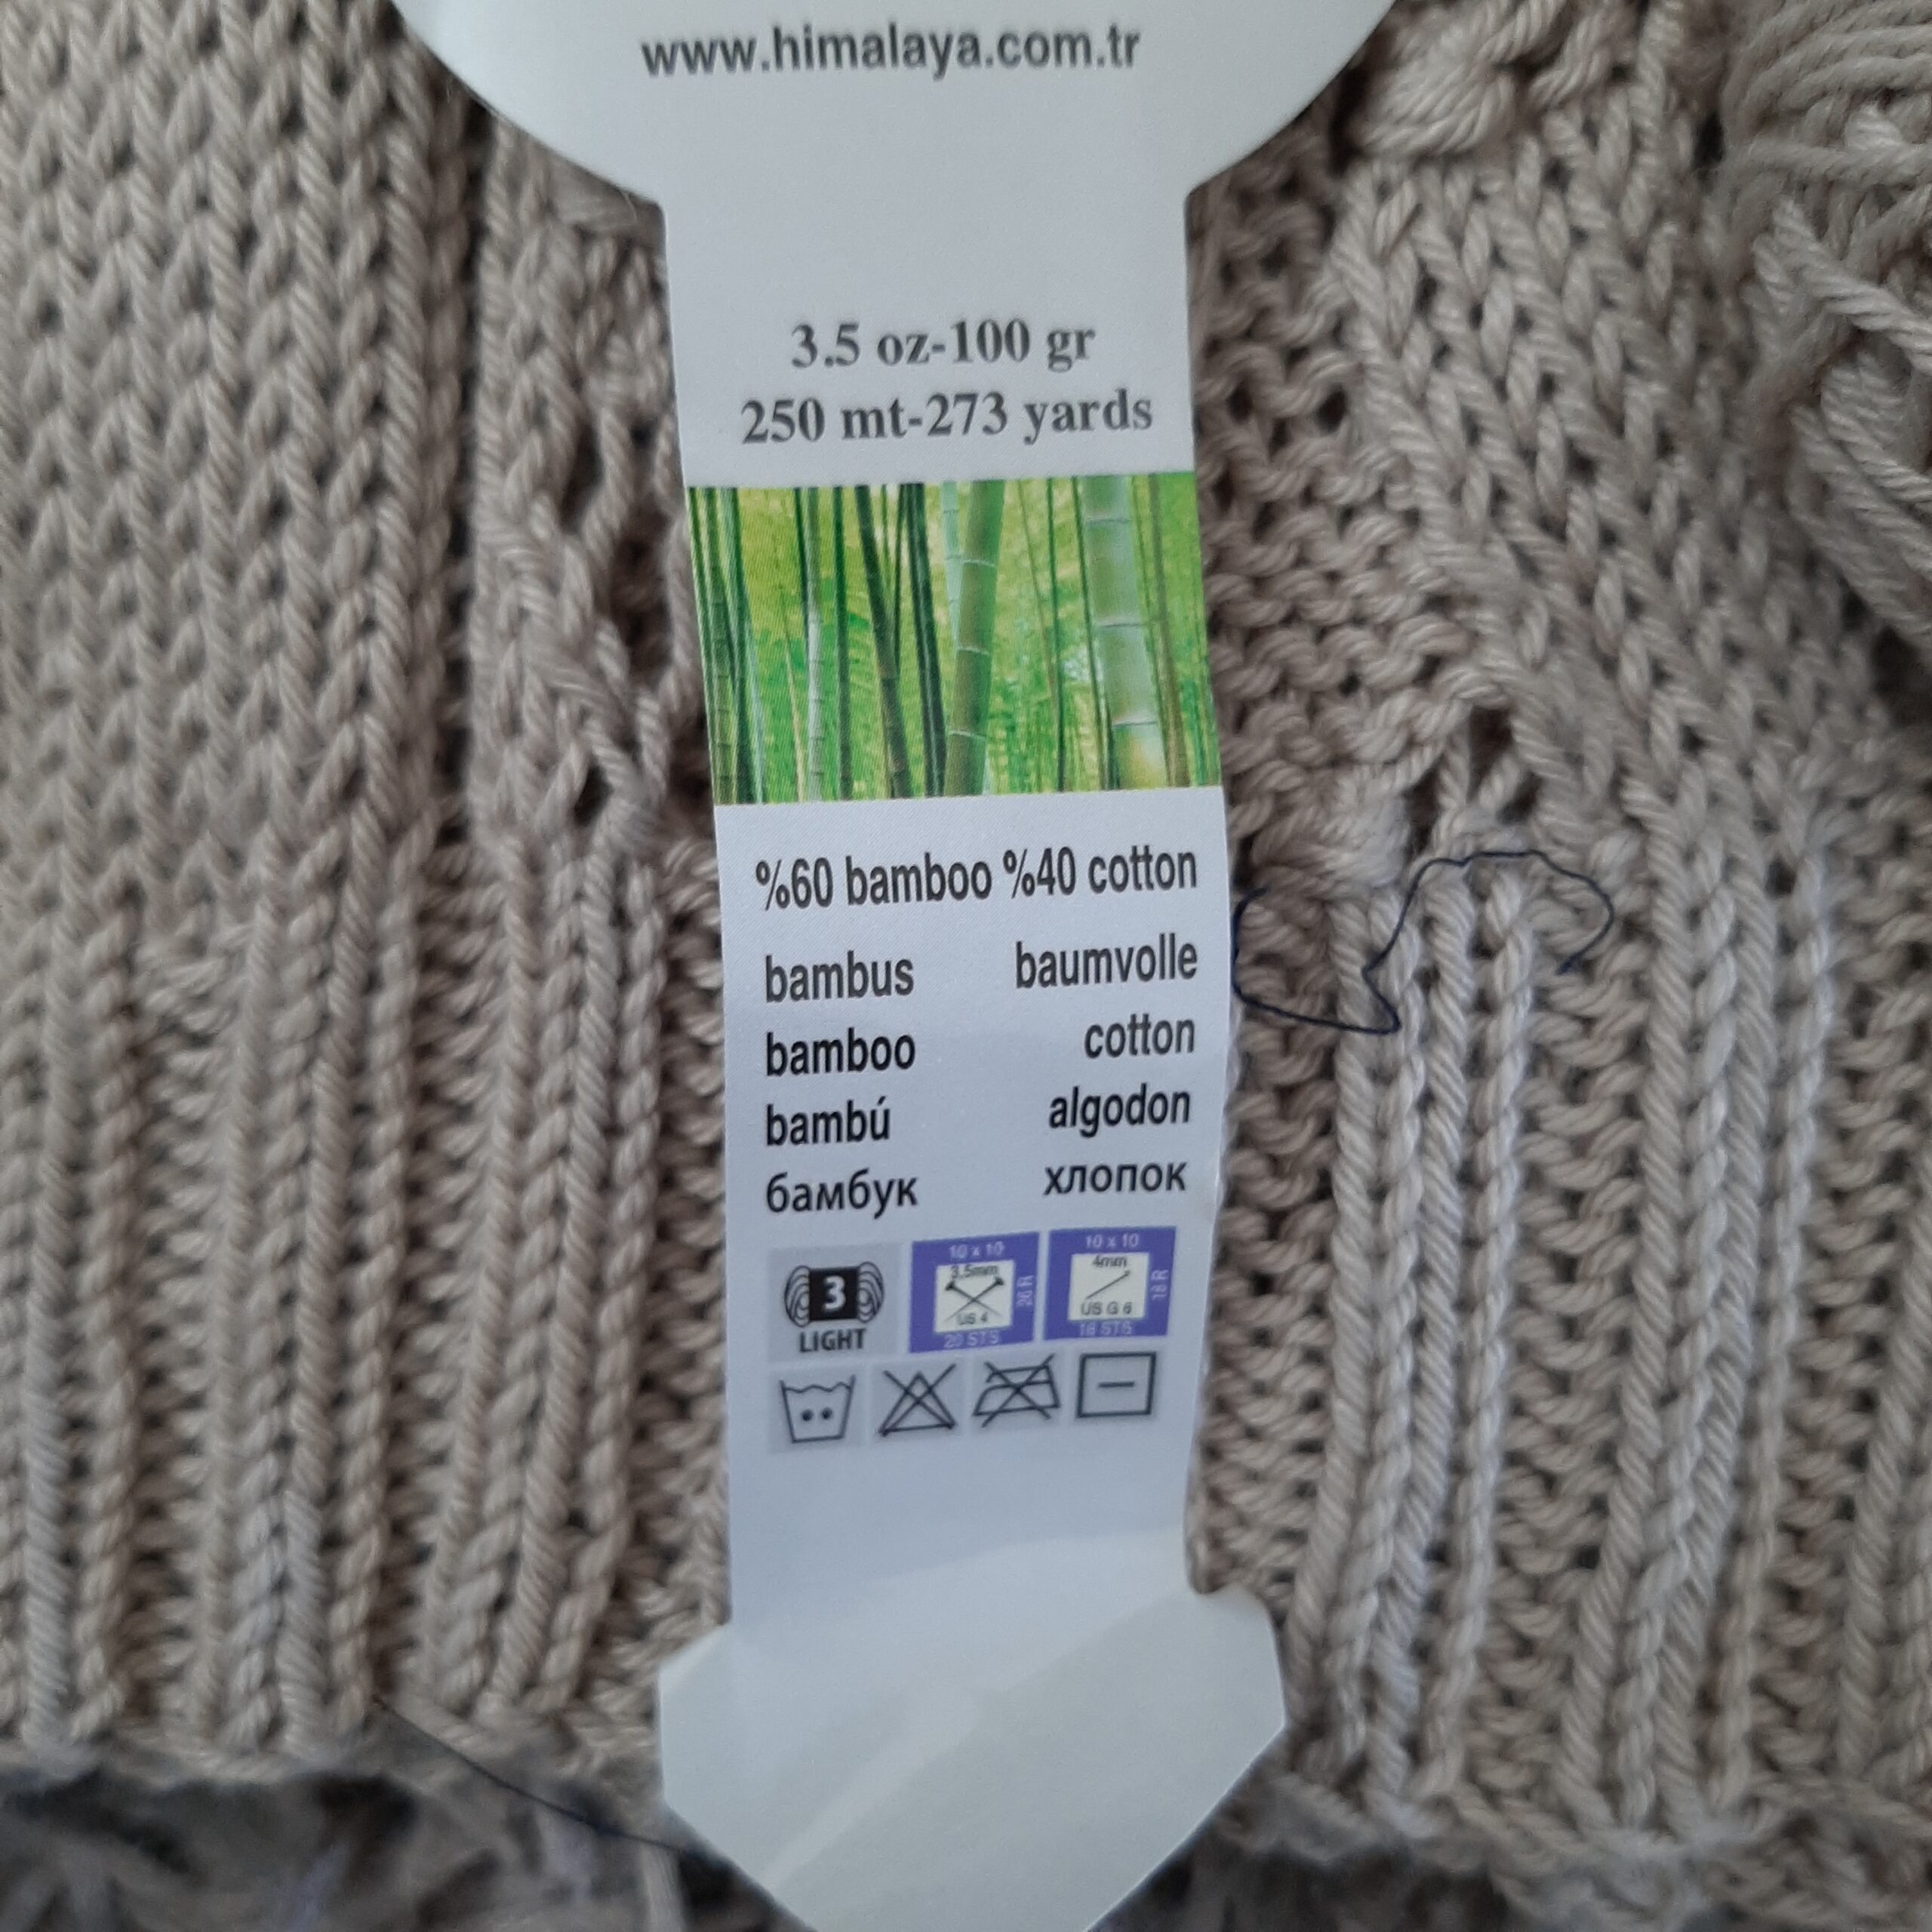 www.himalaya.com.tr
3.5 oz-100 gr
250 mt-273 yards
%60 bamboo %40 cotton
bambus baumvolle
bamboo cotton
bambú algodon
бамбук хлопок
10 x 10 10 x 10
3.5mm 4mm
3 26 R 18 R
US 4 US G 6
LIGHT 20 STS 18 STS